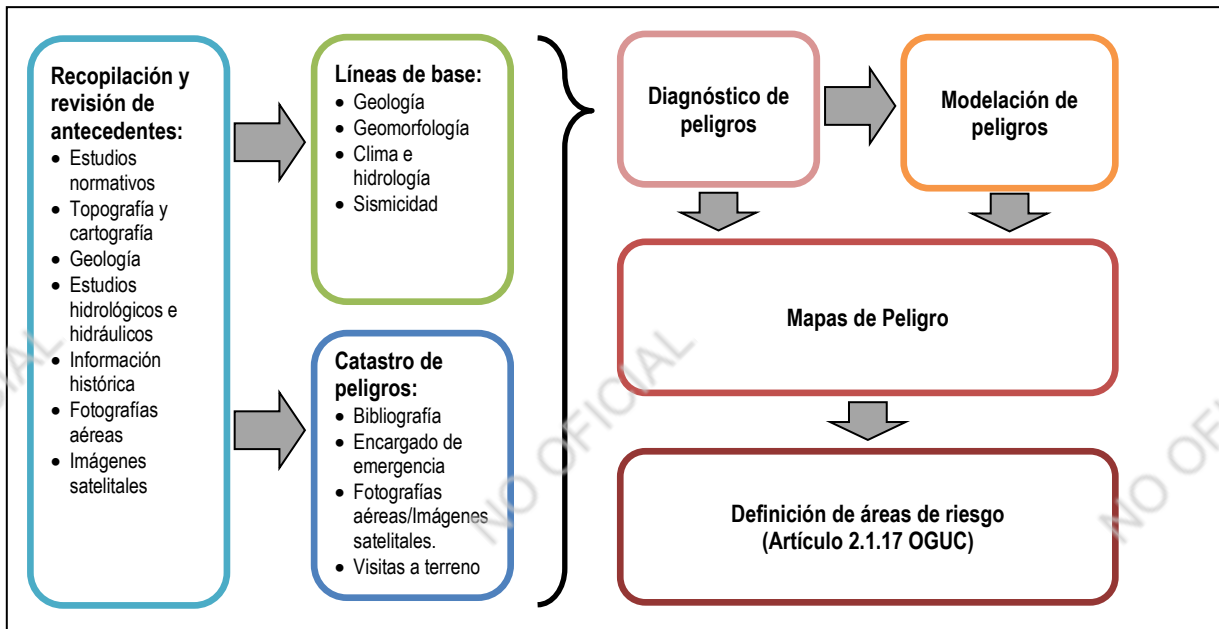 Recopilación y
revisión de
antecedentes:
• Estudios
normativos
• Topografía y
cartografía
• Geología
• Estudios
hidrológicos e
hidráulicos
• Información
histórica
• Fotografías
aéreas
• Imágenes
satelitales
Líneas de base:
• Geología
• Geomorfología
• Clima e
hidrología
• Sismicidad
Catastro de
peligros:
• Bibliografía
• Encargado de
emergencia
• Fotografías
aéreas/Imágenes
satelitales.
• Visitas a terreno
Diagnóstico de
peligros
Modelación de
peligros
Mapas de Peligro
Definición de áreas de riesgo
(Artículo 2.1.17 OGUC)
CIAL
NO OFICIAL
NO OFI